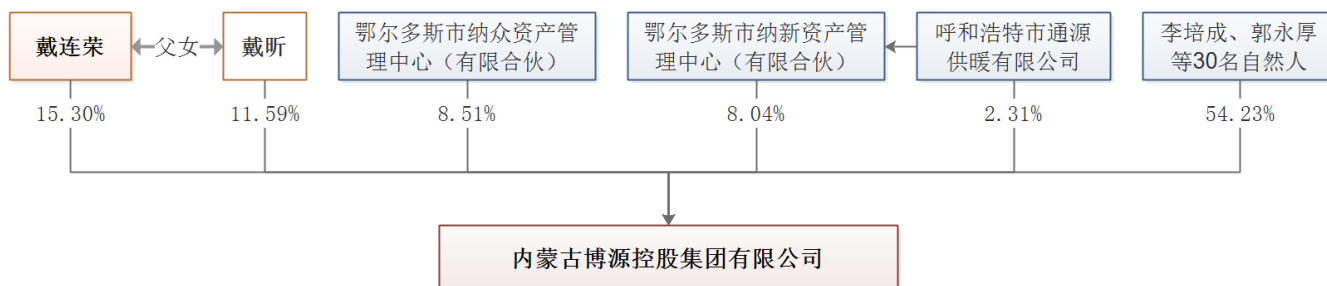 戴连荣
父女
戴昕
鄂尔多斯市纳众资产管
理中心（有限合伙）
鄂尔多斯市纳新资产管
理中心（有限合伙）
呼和浩特市通源
供暖有限公司
李培成、郭永厚
等30名自然人
15.30%
11.59%
8.51%
8.04%
2.31%
54.23%
内蒙古博源控股集团有限公司